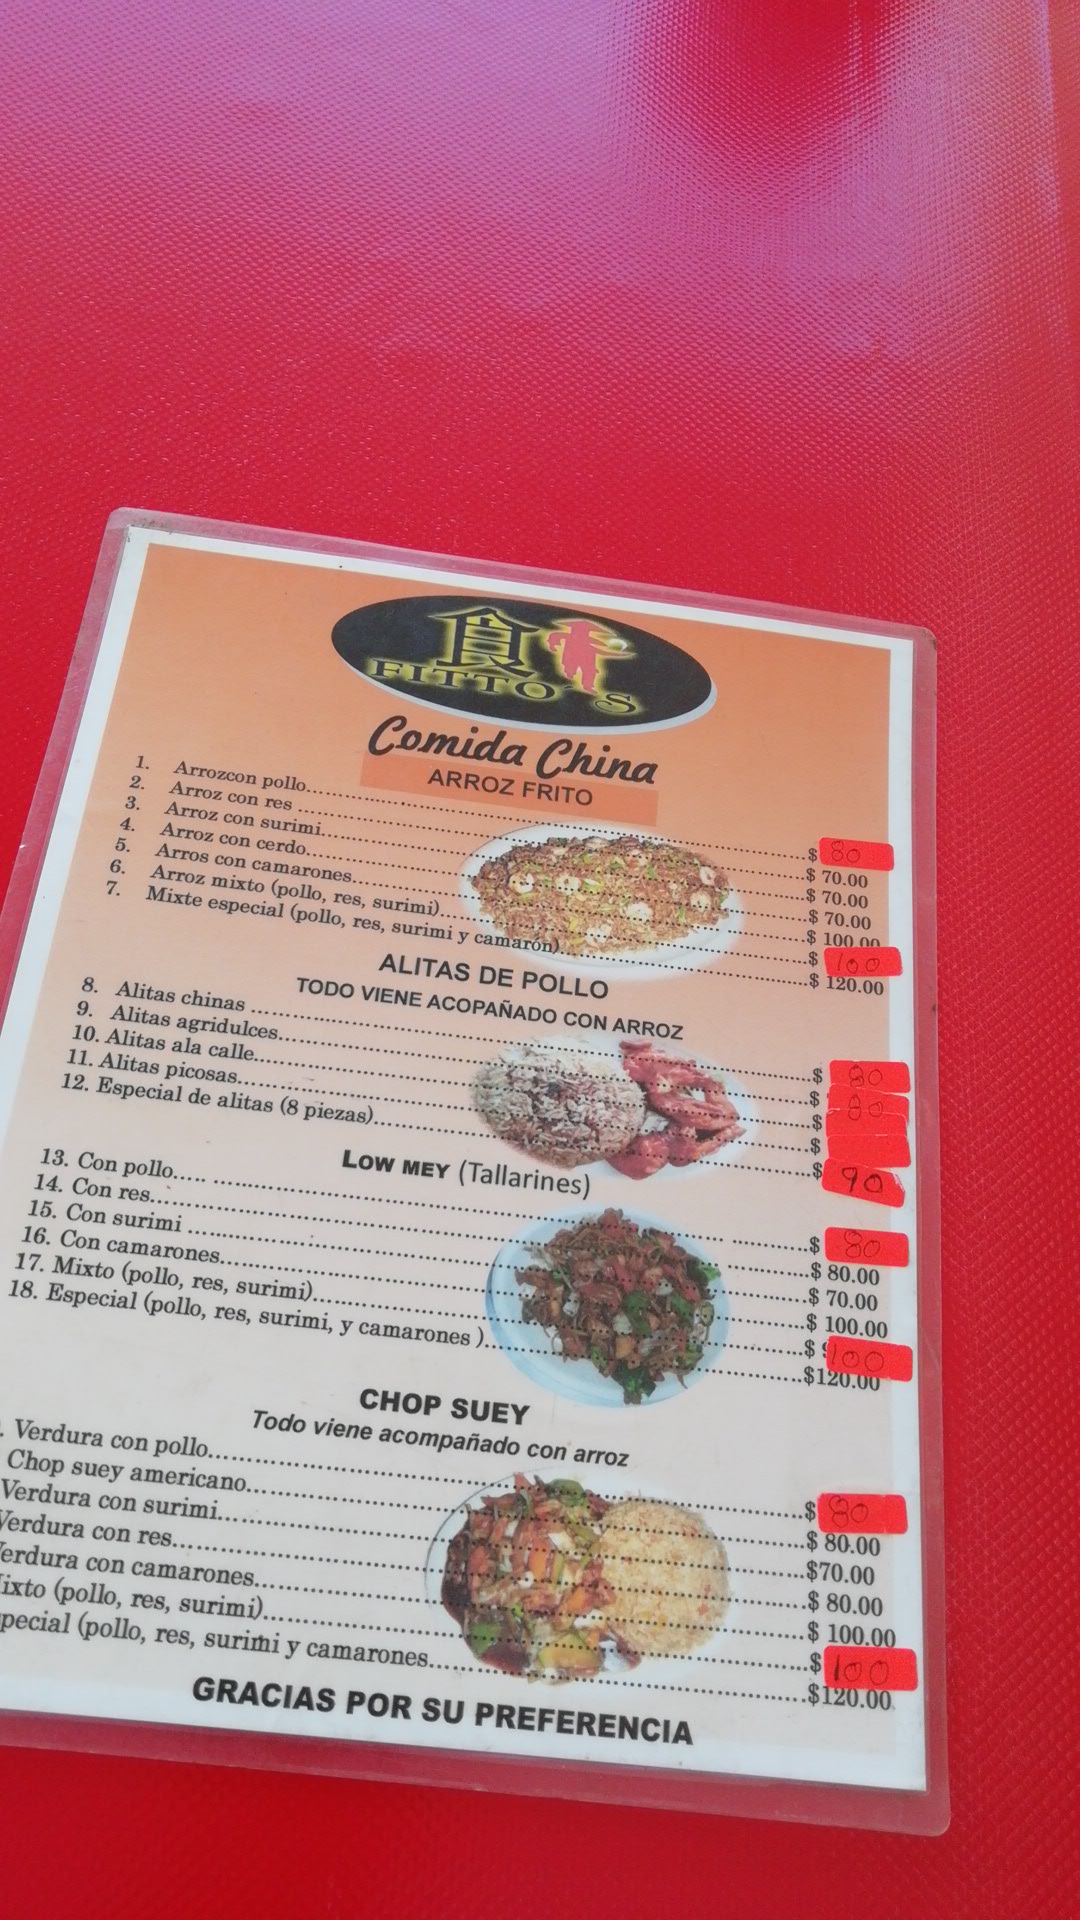 食
FITTO´S
Comida China
ARROZ FRITO
1. Arrozcon pollo.......$ 80
2. Arroz con res.......$ 70.00
3. Arroz con surimi.......$ 70.00
4. Arroz con cerdo.......$ 70.00
5. Arros con camarones.......$ 100.00
6. Arroz mixto (pollo, res, surimi).......$ 100
7. Mixte especial (pollo, res, surimi y camarón).......$ 120.00
ALITAS DE POLLO
TODO VIENE ACOPAÑADO CON ARROZ
8. Alitas chinas.......$ 80
9. Alitas agridulces.......$ 80
10. Alitas ala calle.......$
11. Alitas picosas.......$
12. Especial de alitas (8 piezas).......$ 90
LOW MEY (Tallarines)
13. Con pollo.......$ 80
14. Con res.......$ 80.00
15. Con surimi.......$ 70.00
16. Con camarones.......$ 100.00
17. Mixto (pollo, res, surimi).......$ 100
18. Especial (pollo, res, surimi, y camarones ).......$120.00
CHOP SUEY
Todo viene acompañado con arroz
. Verdura con pollo.......$ 80
Chop suey americano.......$ 80.00
Verdura con surimi.......$70.00
Verdura con res.......$ 80.00
erdura con camarones.......$ 100.00
ixto (pollo, res, surimi).......$ 100
pecial (pollo, res, surimi y camarones.......$120.00
GRACIAS POR SU PREFERENCIA